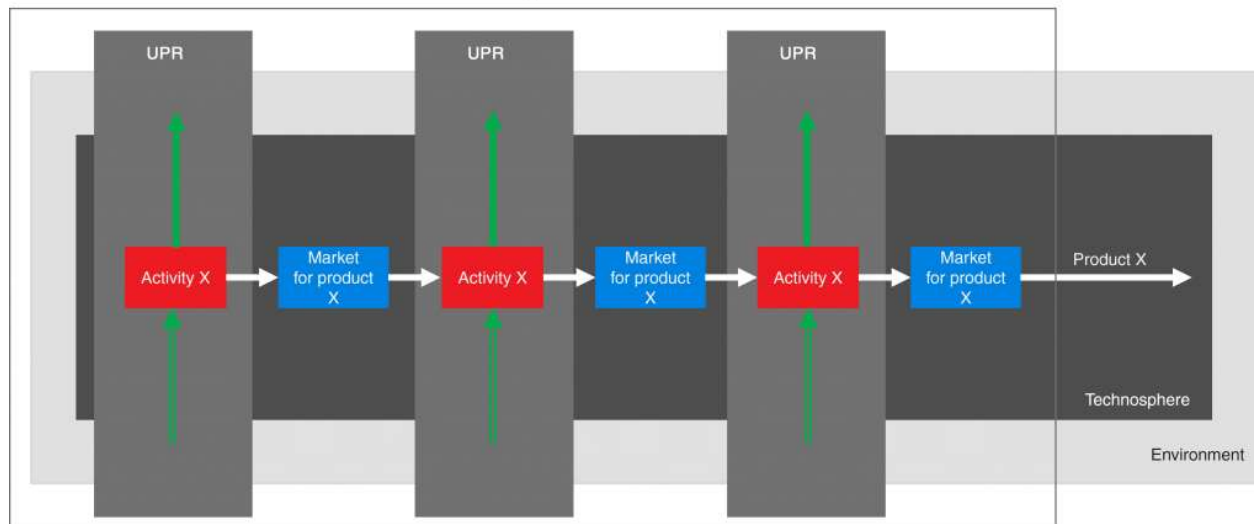 UPR
UPR
UPR
Activity X
Market
for product
X
Activity X
Market
for product
X
Activity X
Market
for product
X
Product X
Technosphere
Environment